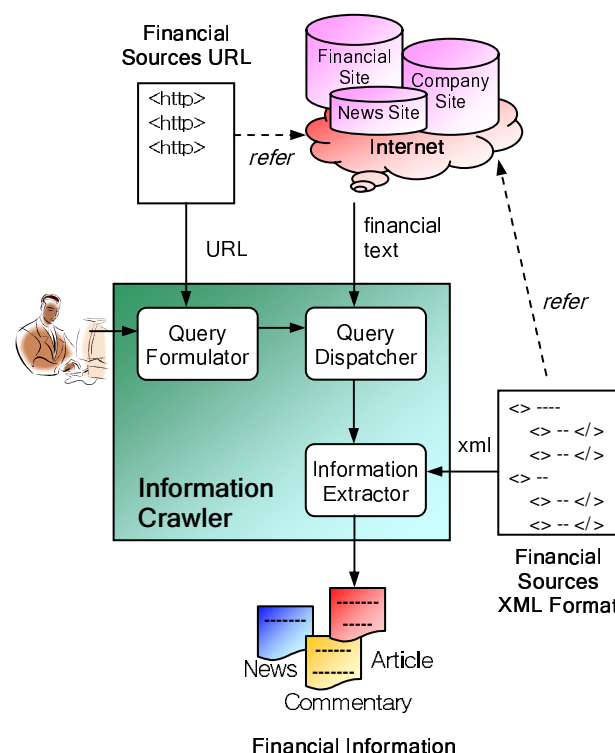 Financial
Sources URL
<http>
<http>
<http>
Financial
Site
Company
Site
News Site
Internet
refer
URL
financial
text
refer
Query
Formulator
Query
Dispatcher
<> ----
<> -- </>
<> -- </>
<> --
<> -- </>
<> -- </>
xml
Information
Extractor
Information
Crawler
Financial
Sources
XML Format
News
Article
Commentary
Financial Information